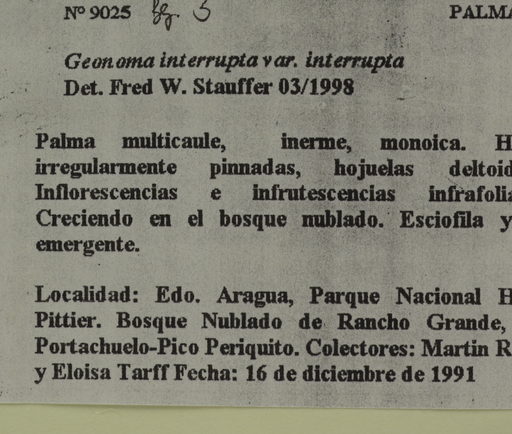 Nº 9025 fg. 3 PALMA
Geonoma interrupta var. interrupta
Det. Fred W. Stauffer 03/1998
Palma multicaule, inerme, monoica. H
irregularmente pinnadas, hojuelas deltoid
Inflorescencias e infrutescencias infrafolia
Creciendo en el bosque nublado. Esciofila y
emergente.
Localidad: Edo. Aragua, Parque Nacional H
Pittier. Bosque Nublado de Rancho Grande,
Portachuelo-Pico Periquito. Colectores: Martin R
y Eloisa Tarff Fecha: 16 de diciembre de 1991